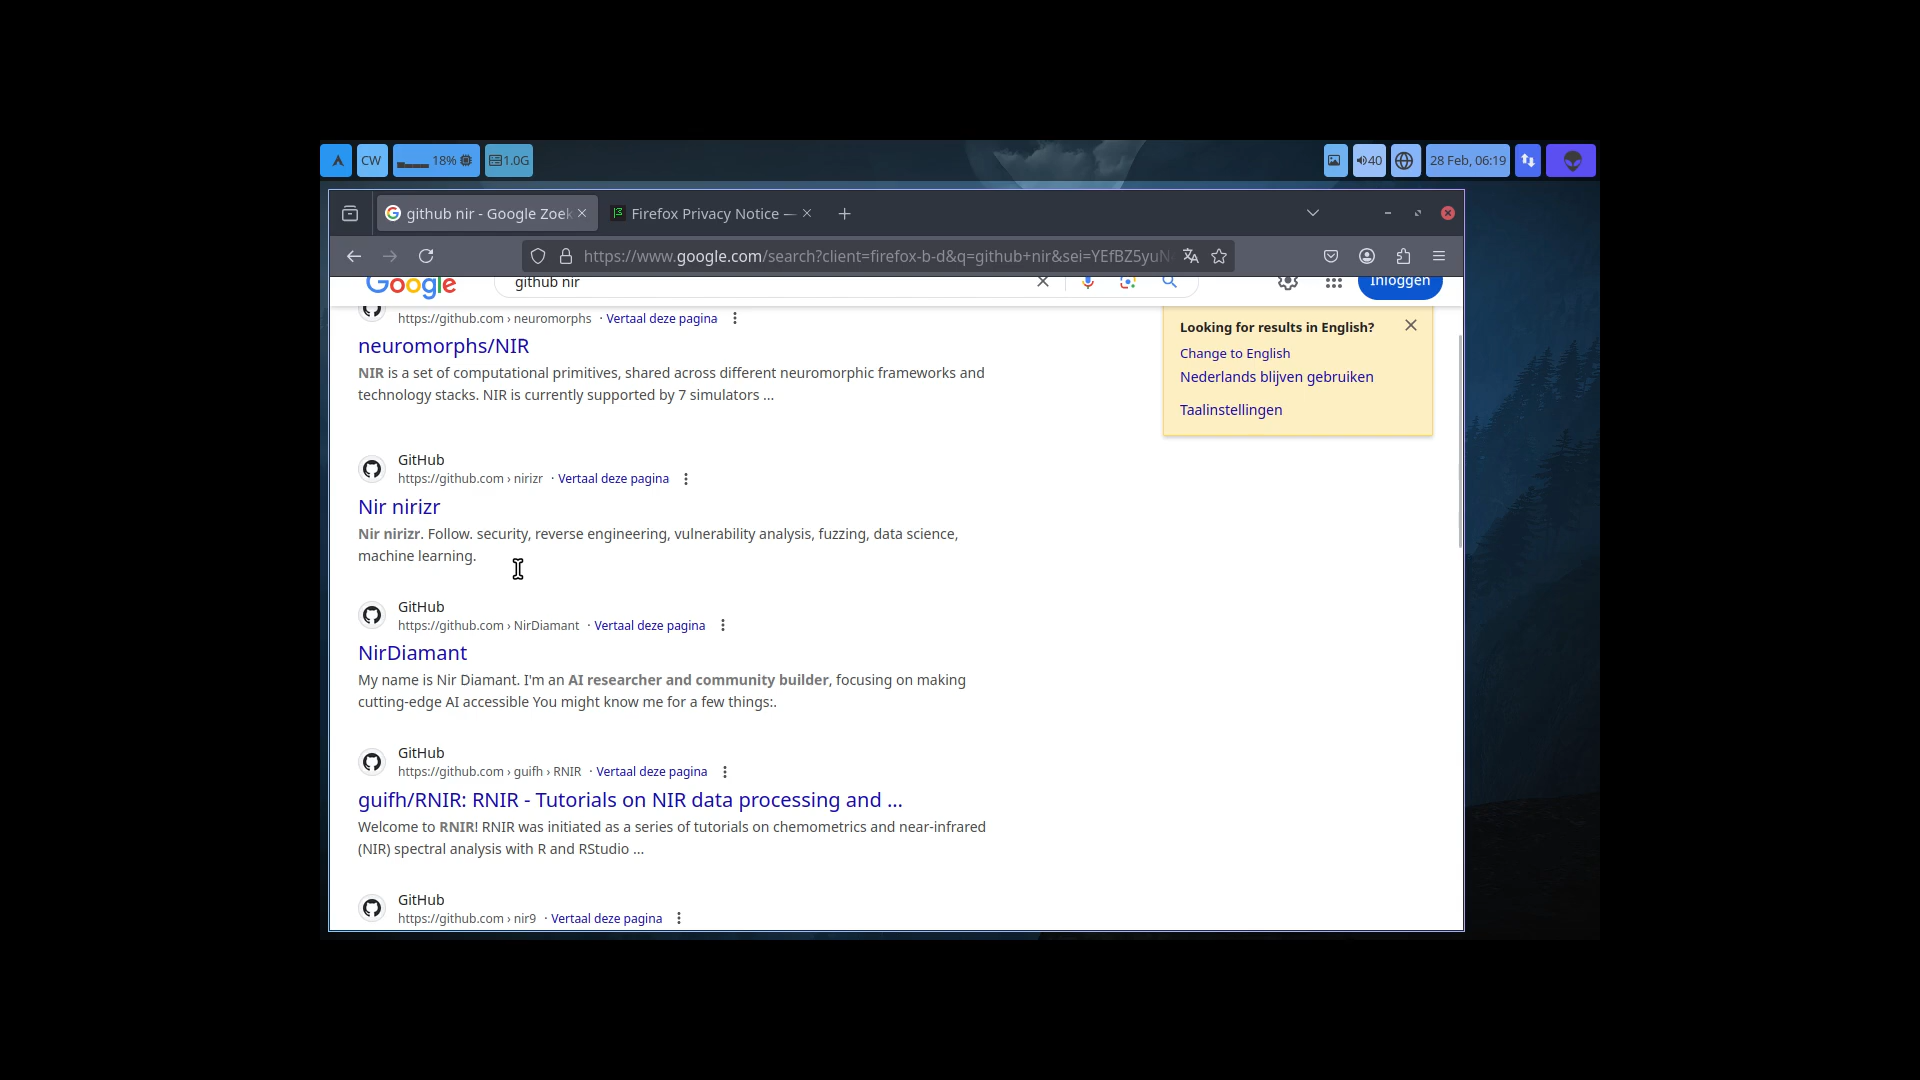 CW
18%
1.0G
40
28 Feb, 06:19
github nir - Google Zoek
Firefox Privacy Notice —
https://www.google.com/search?client=firefox-b-d&q=github+nir&sei=YEfBZ5yuN
Google
github nir
Inloggen
https://github.com › neuromorphs · Vertaal deze pagina
neuromorphs/NIR
NIR is a set of computational primitives, shared across different neuromorphic frameworks and
technology stacks. NIR is currently supported by 7 simulators ...
Looking for results in English?
Change to English
Nederlands blijven gebruiken
Taalinstellingen
GitHub
https://github.com › nirizr · Vertaal deze pagina
Nir nirizr
Nir nirizr. Follow. security, reverse engineering, vulnerability analysis, fuzzing, data science,
machine learning.
GitHub
https://github.com › NirDiamant · Vertaal deze pagina
NirDiamant
My name is Nir Diamant. I'm an AI researcher and community builder, focusing on making
cutting-edge AI accessible You might know me for a few things:.
GitHub
https://github.com › guifh › RNIR · Vertaal deze pagina
guifh/RNIR: RNIR - Tutorials on NIR data processing and ...
Welcome to RNIR! RNIR was initiated as a series of tutorials on chemometrics and near-infrared
(NIR) spectral analysis with R and RStudio ...
GitHub
https://github.com › nir9 · Vertaal deze pagina